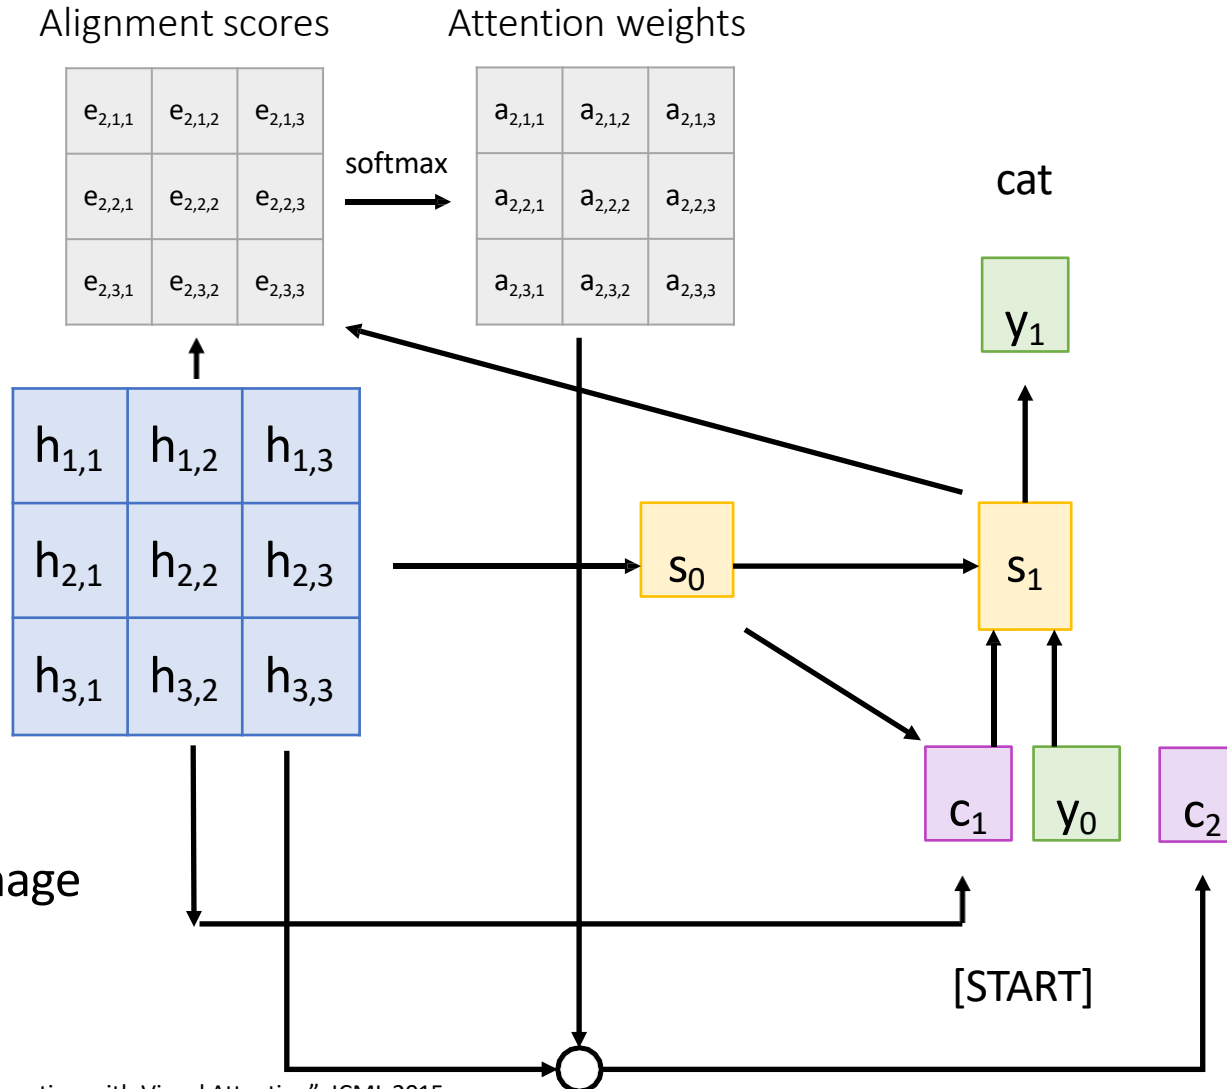 Alignment scores
Attention weights
e2,1,1 e2,1,2 e2,1,3
e2,2,1 e2,2,2 e2,2,3
e2,3,1 e2,3,2 e2,3,3
softmax
a2,1,1 a2,1,2 a2,1,3
a2,2,1 a2,2,2 a2,2,3
a2,3,1 a2,3,2 a2,3,3
cat
y1
h1,1 h1,2 h1,3
h2,1 h2,2 h2,3
h3,1 h3,2 h3,3
s0
s1
c1
y0
c2
[START]
with Visual Attention", ICML 2015